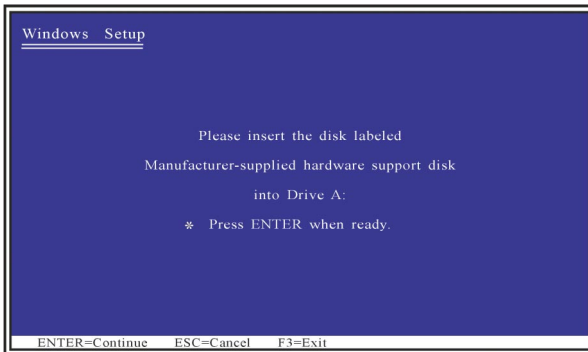 Windows Setup
Please insert the disk labeled
Manufacturer-supplied hardware support disk
into Drive A:
* Press ENTER when ready.
ENTER=Continue ESC=Cancel F3=Exit